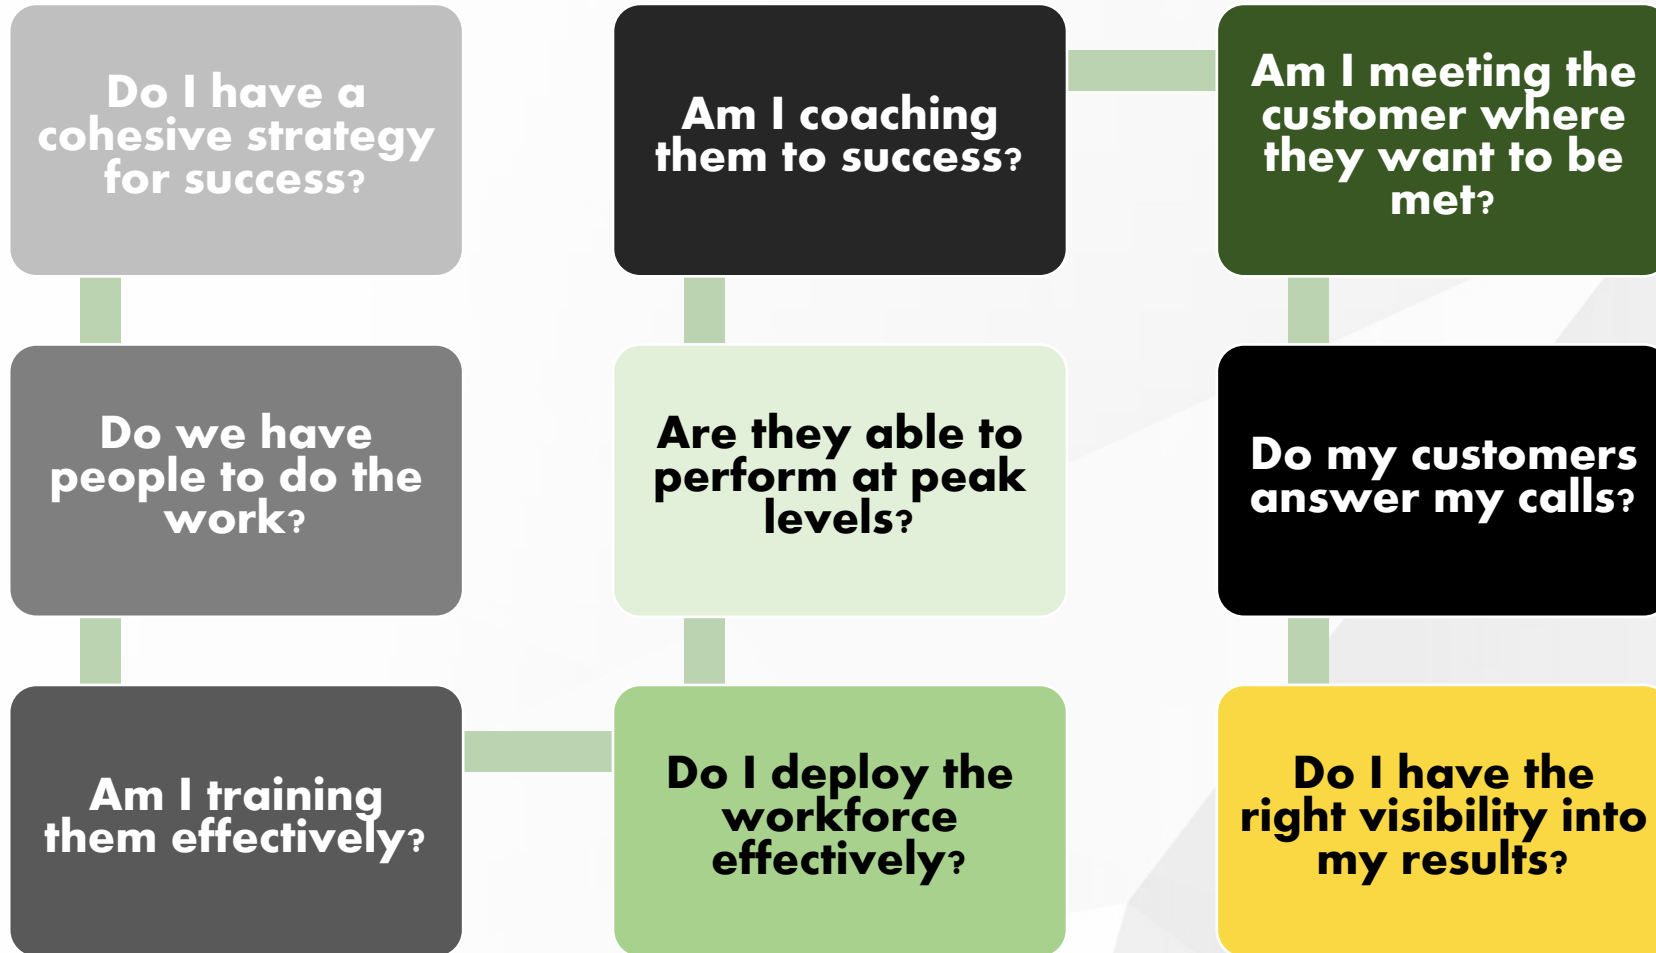 Do I have a
cohesive strategy
for success?
Do we have
people to do the
work?
Am I training
them effectively?
Do I deploy the
workforce
effectively?
Are they able to
perform at peak
levels?
Am I coaching
them to success?
Am I meeting the
customer where
they want to be
met?
Do my customers
answer my calls?
Do I have the
right visibility into
my results?